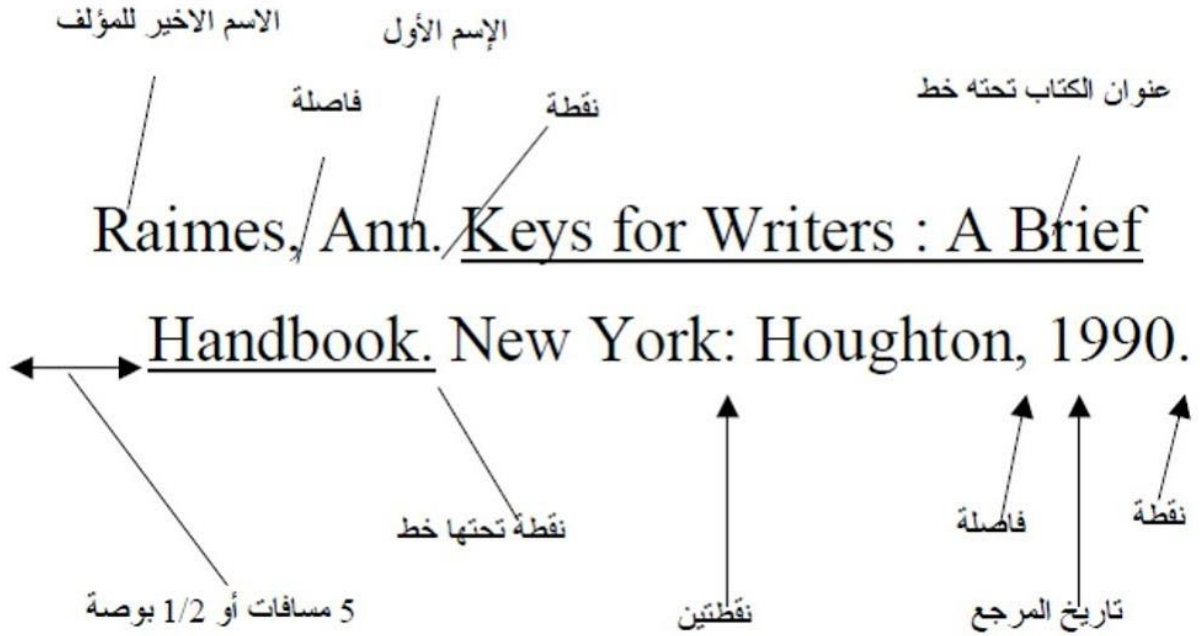 الاسم الاخير للمؤلف
الإسم الأول
عنوان الكتاب تحته خط
فاصلة
نقطة
Raimes, Ann. Keys for Writers : A Brief
Handbook. New York: Houghton, 1990.
نقطة تحتها خط
فاصلة
نقطة
5 مسافات أو 1/2 بوصة
نقطتين
تاريخ المرجع